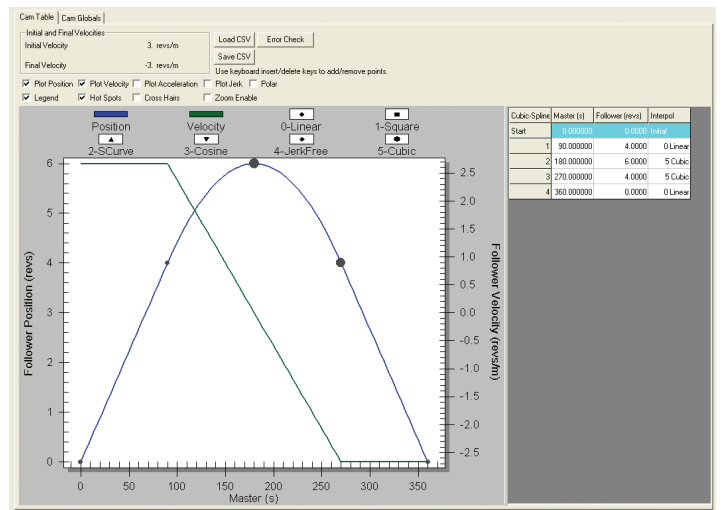 Cam Table Cam Globals
Initial and Final Velocities
Initial Velocity 3. revs/m
Final Velocity -3. revs/m
Load CSV Error Check
Save CSV
Use keyboard insert/delete keys to add/remove points.
Plot Position Plot Velocity Plot Acceleration Plot Jerk Polar
Legend Hot Spots Cross Hairs Zoom Enable
Position Velocity 0-Linear 1-Square
2-SCurve 3-Cosine 4-JerkFree 5-Cubic
6
5
4
3
2
1
0
Follower Position (revs)
2.5
2.0
1.5
1.0
0.5
0.0
-0.5
-1.0
-1.5
-2.0
-2.5
Follower Velocity (revs/m)
0 50 100 150 200 250 300 350
Master (s)
Cubic-Spline Master (s) Follower (revs) Interpol
Start 0.000000 0.0000 Initial
1 90.000000 4.0000 0 Linear
2 180.000000 6.0000 5 Cubic
3 270.000000 4.0000 5 Cubic
4 360.000000 0.0000 0 Linear